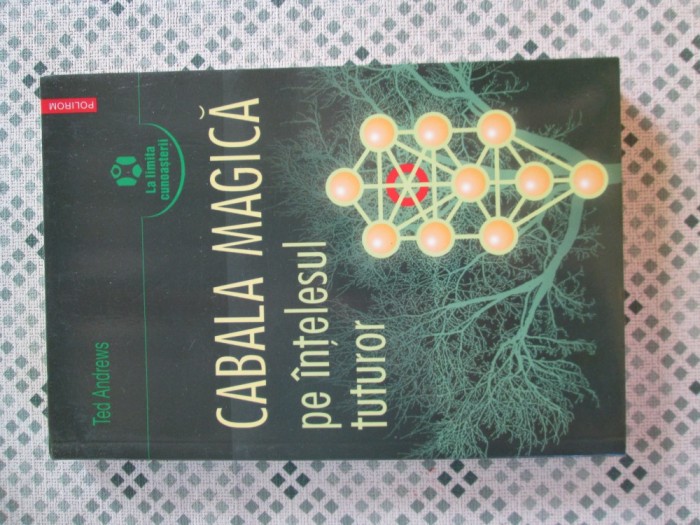 Ted Andrews
La limita
cunoașterii
POLIROM
CABALA MAGICĂ
pe înțelesul
tuturor